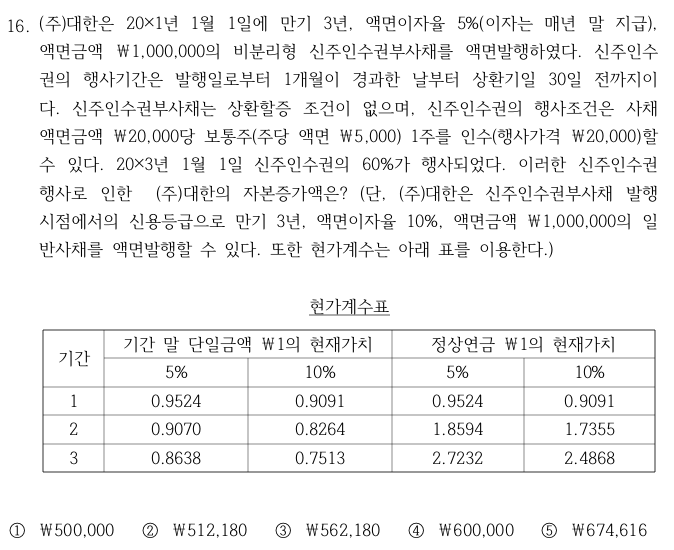 16. (주)대한은 20×1년 1월 1일에 만기 3년, 액면이자율 5%(이자는 매년 말 지급),
액면금액 ₩1,000,000의 비분리형 신주인수권부사채를 액면발행하였다. 신주인수
권의 행사기간은 발행일로부터 1개월이 경과한 날부터 상환기일 30일 전까지이
다. 신주인수권부사채는 상환할증 조건이 없으며, 신주인수권의 행사조건은 사채
액면금액 ₩20,000당 보통주(주당 액면 ₩5,000) 1주를 인수(행사가격 ₩20,000)할
수 있다. 20×3년 1월 1일 신주인수권의 60%가 행사되었다. 이러한 신주인수권
행사로 인한 (주)대한의 자본증가액은? (단, (주)대한은 신주인수권부사채 발행
시점에서의 신용등급으로 만기 3년, 액면이자율 10%, 액면금액 ₩1,000,000의 일
반사채를 액면발행할 수 있다. 또한 현가계수는 아래 표를 이용한다.)
현가계수표
기간 기간 말 단일금액 ₩1의 현재가치 정상연금 ₩1의 현재가치
5% 10% 5% 10%
1 0.9524 0.9091 0.9524 0.9091
2 0.9070 0.8264 1.8594 1.7355
3 0.8638 0.7513 2.7232 2.4868
① ₩500,000 ② ₩512,180 ③ ₩562,180 ④ ₩600,000 ⑤ ₩674,616